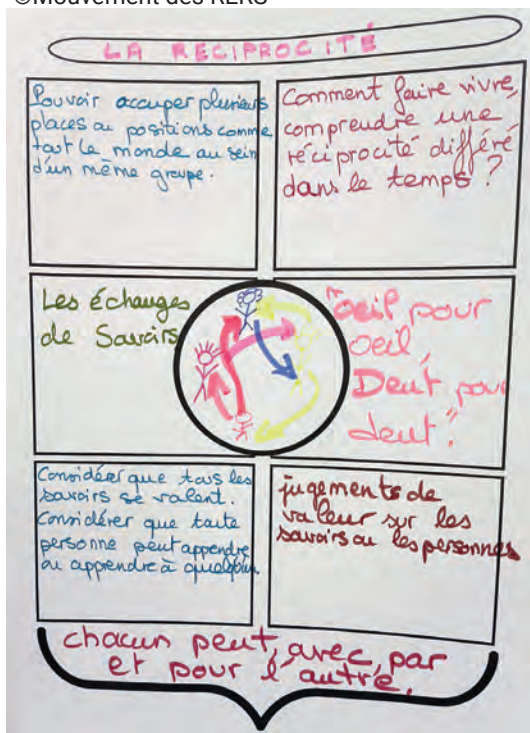 ©Mouvement des RERS
LA RÉCIPROCITÉ
Pouvoir occuper plusieurs
places ou positions comme
tout le monde au sein
d'un même groupe.
Comment faire vivre,
comprendre une
réciprocité différé
dans le temps ?
Les échanges
de Savoirs
"oeil pour
oeil,
Dent pour
dent."
Considérer que tous les
savoirs se valent.
Considérer que toute
personne peut apprendre
ou apprendre à quelqu'un
jugements de
valeur sur les
savoirs ou les personnes
chacun peut, avec, par
et pour l'autre.